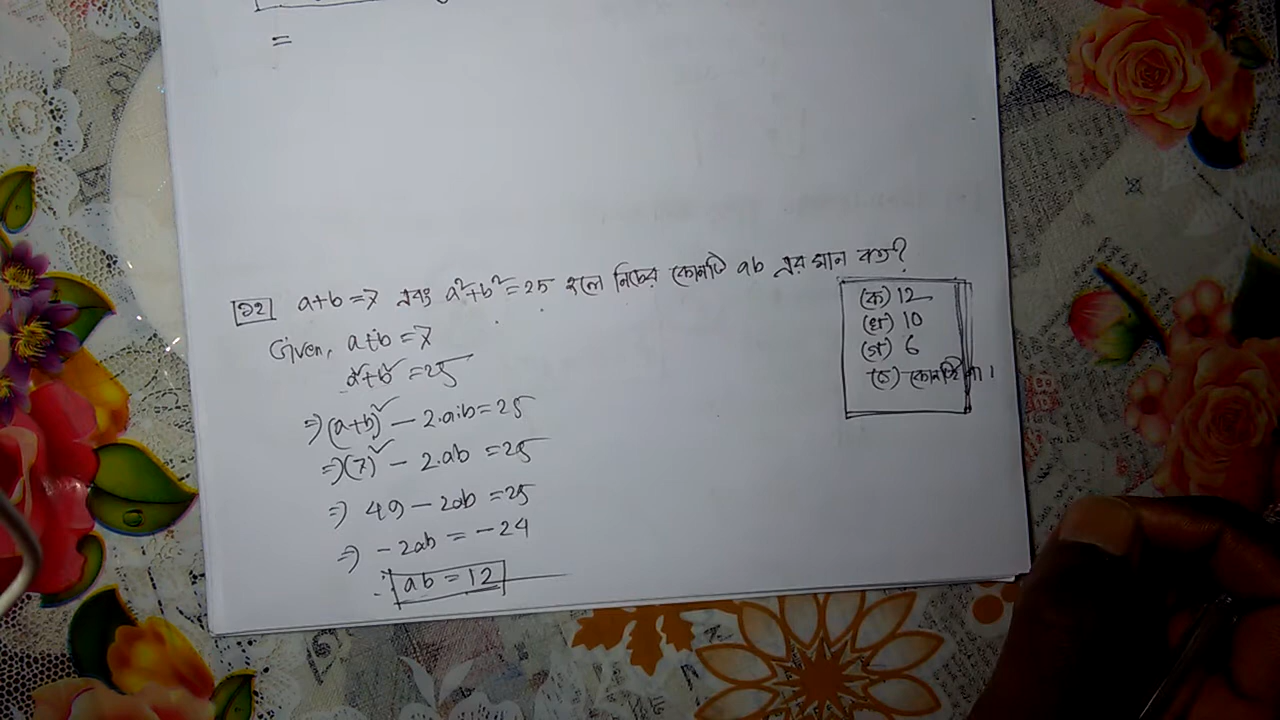 =
১২ a+b=7 এবং a²+b²=25 হলে নিচের কোনটি ab এর মান কত?
(ক) 12
(খ) 10
(গ) 6
(ঘ) কোনটি না।
Given, a+b=7
a²+b²=25
⇒(a+b)²-2.a.b=25
⇒(7)²-2.ab=25
⇒ 49-2ab=25
⇒ -2ab=-24
∴ ab=12